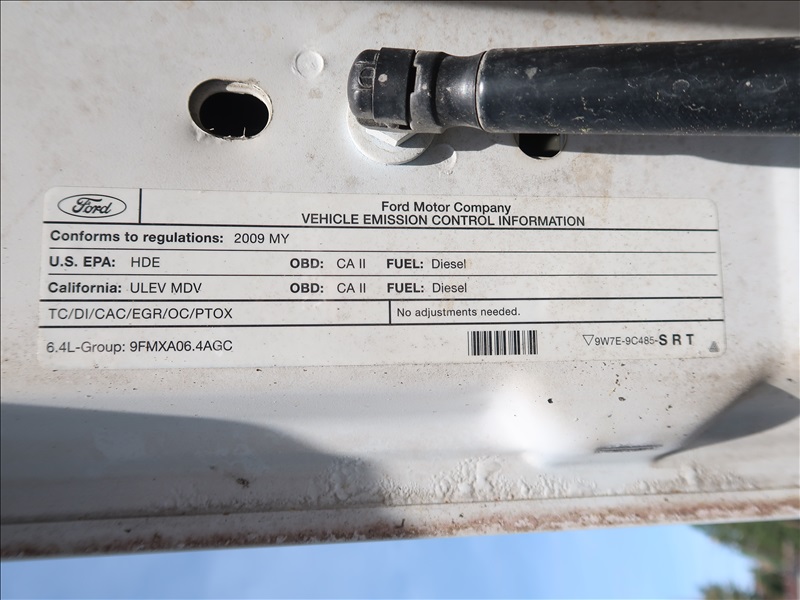 Ford
Ford Motor Company
VEHICLE EMISSION CONTROL INFORMATION
Conforms to regulations: 2009 MY
U.S. EPA: HDE OBD: CA II FUEL: Diesel
California: ULEV MDV OBD: CA II FUEL: Diesel
TC/DI/CAC/EGR/OC/PTOX No adjustments needed.
6.4L-Group: 9FMXA06.4AGC 9W7E-9C485-SRT